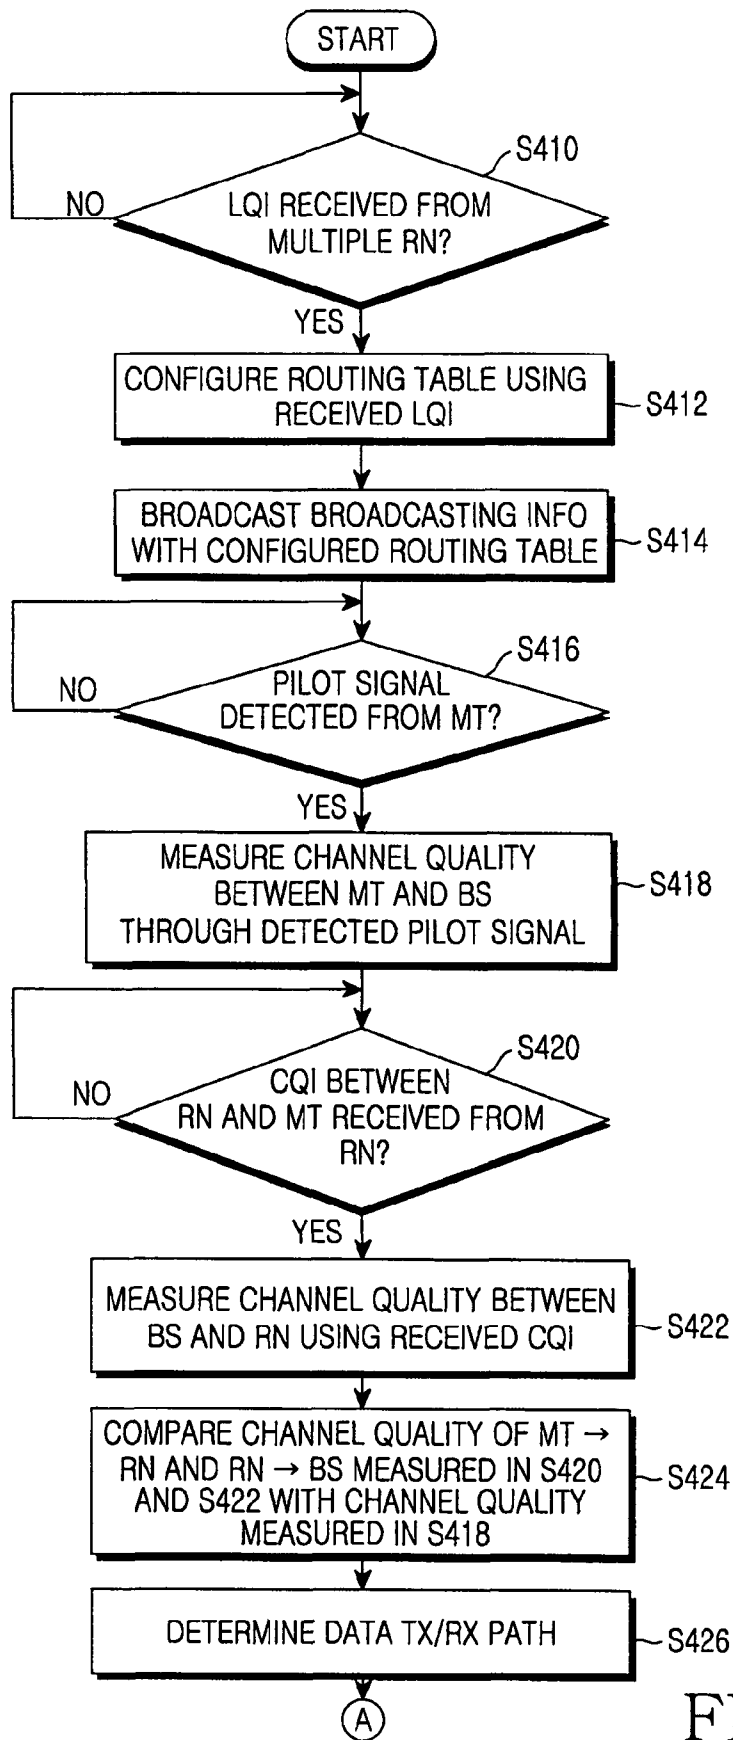 START
S410
NO
LQI RECEIVED FROM
MULTIPLE RN?
YES
CONFIGURE ROUTING TABLE USING
RECEIVED LQI
S412
BROADCAST BROADCASTING INFO
WITH CONFIGURED ROUTING TABLE
S414
S416
NO
PILOT SIGNAL
DETECTED FROM MT?
YES
MEASURE CHANNEL QUALITY
BETWEEN MT AND BS
THROUGH DETECTED PILOT SIGNAL
S418
S420
NO
CQI BETWEEN
RN AND MT RECEIVED FROM
RN?
YES
MEASURE CHANNEL QUALITY BETWEEN
BS AND RN USING RECEIVED CQI
S422
COMPARE CHANNEL QUALITY OF MT →
RN AND RN → BS MEASURED IN S420
AND S422 WITH CHANNEL QUALITY
MEASURED IN S418
S424
DETERMINE DATA TX/RX PATH
S426
A